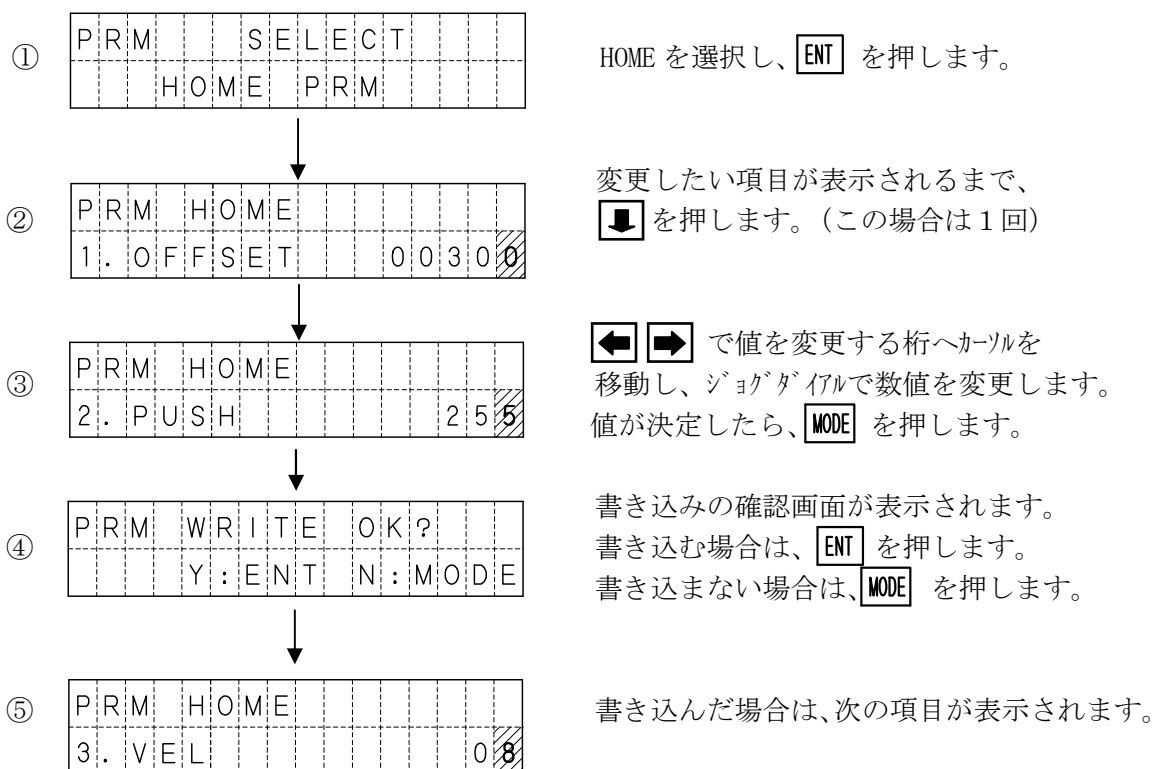 ①
PRM SELECT
HOME PRM
HOME を選択し、ENT を押します。
②
PRM HOME
1. OFFSET 00300
変更したい項目が表示されるまで、
⬇を押します。(この場合は1回)
③
PRM HOME
2. PUSH 255
⬅ ➡ で値を変更する桁へｶｰｿﾙを
移動し、ｼﾞｮｸﾞﾀﾞｲｱﾙで数値を変更します。
値が決定したら、MODE を押します。
④
PRM WRITE OK?
Y:ENT N:MODE
書き込みの確認画面が表示されます。
書き込む場合は、ENT を押します。
書き込まない場合は、MODE を押します。
⑤
PRM HOME
3. VEL 08
書き込んだ場合は、次の項目が表示されます。